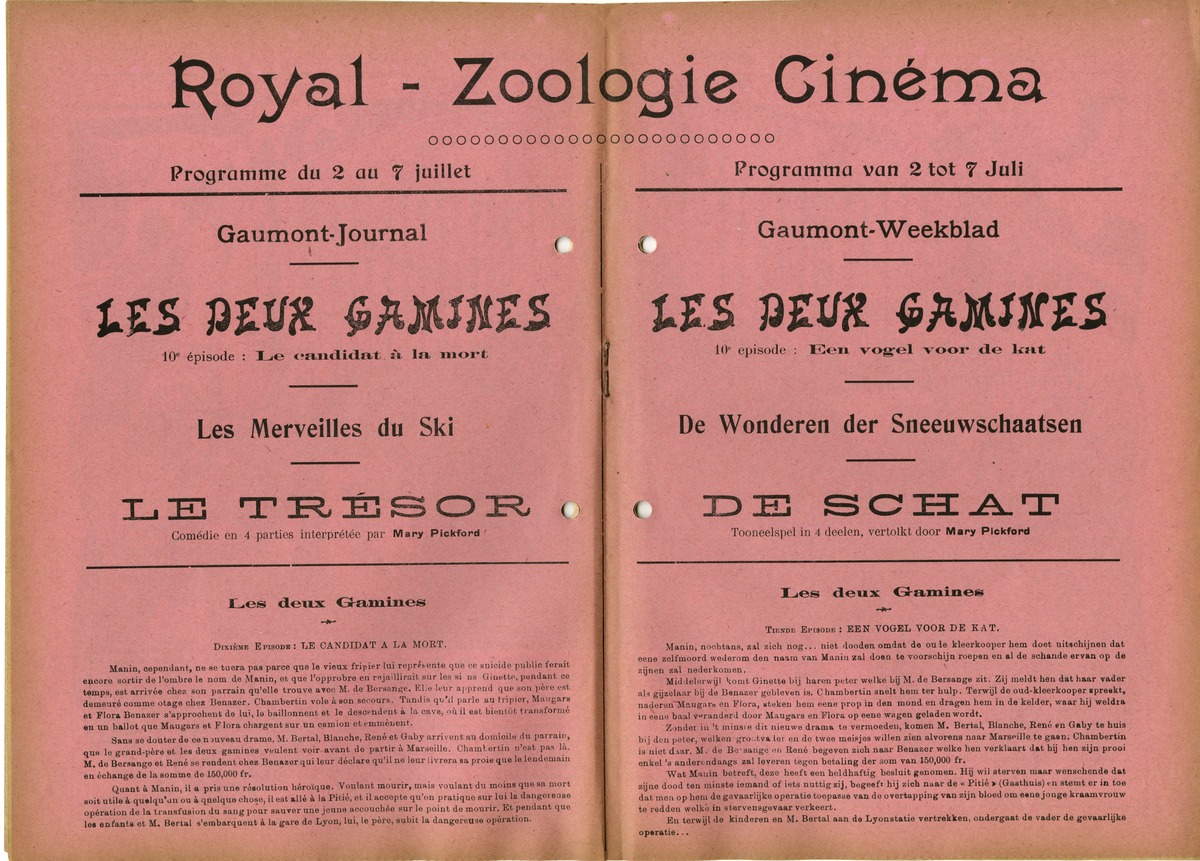 Royal - Zoologie Cinéma
Programme du 2 au 7 juillet
Gaumont-Journal
LES DEUX GAMINES
10e épisode : Le candidat à la mort
Les Merveilles du Ski
LE TRÉSOR
Comédie en 4 parties interprétée par Mary Pickford
Les deux Gamines
DIXIÉME EPISODE : LE CANDIDAT A LA MORT.
Manin, cependant, ne se tuera pas parce que le vieux fripier lui représente que ce suicide public ferait
encore sortir de l'ombre le nom de Manin, et que l'opprobre en rejaillirait sur les siens Ginette, pendant ce
temps, est arrivée chez son parrain qu'elle trouve avec M. de Bersange. Elle leur apprend que son père est
demeuré comme otage chez Benazer. Chambertin vole à son secours. Tandis qu'il parle au fripier, Maugars
et Flora Benazer s'approchent de lui, le baillonnent et le descendent à la cave, où il est bientôt transformé
en un ballot que Maugars et Flora chargent sur un camion et emmènent.
Sans se douter de ce nouveau drame, M. Bertal, Blanche, René et Gaby arrivent au domicile du parrain,
que le grand-père et les deux gamines veulent voir avant de partir à Marseille. Chambertin n'est pas là.
M. de Bersange et René se rendent chez Benazer qui leur déclare qu'il ne leur livrera sa proie que le lendemain
en échange de la somme de 150,000 fr.
Quant à Manin, il a pris une résolution héroïque. Voulant mourir, mais voulant du moins que sa mort
soit utile à quelqu'un ou à quelque chose, il est allé à la Pitié, et il accepte qu'on pratique sur lui la dangereuse
opération de la transfusion du sang pour sauver une jeune accouchée sur le point de mourir. Et pendant que
les enfants et M. Bertal s'embarquent à la gare de Lyon, lui, le père, subit la dangereuse opération.
Programma van 2 tot 7 Juli
Gaumont-Weekblad
LES DEUX GAMINES
10e episode : Een vogel voor de kat
De Wonderen der Sneeuwschaatsen
DE SCHAT
Tooneelspel in 4 deelen, vertolkt door Mary Pickford
Les deux Gamines
TIENDE EPISODE : EEN VOGEL VOOR DE KAT.
Manin, nochtans, zal zich nog... niet dooden omdat de oude kleerkooper hem doet uitschijnen dat
eene zelfmoord wederom den naam van Manin zal doen te voorschijn roepen en al de schande ervan op de
zijnen zal nederkomen.
Middelerwijl komt Ginette bij haren peter welke bij M. de Bersange zit. Zij meldt hen dat haar vader
als gijzelaar bij de Benazer gebleven is. Chambertin snelt hem ter hulp. Terwijl de oud-kleerkooper spreekt,
naderen Maugars en Flora, steken hem eene prop in den mond en dragen hem in de kelder, waar hij weldra
in eene baal veranderd door Maugars en Flora op eene wagen geladen wordt.
Zonder in 't minste dit nieuwe drama te vermoeden, komen M. Bertal, Blanche, René en Gaby te huis
bij den peter, welken grootvater en de twee meisjes willen zien alvorens naar Marseille te gaan. Chambertin
is niet daar. M. de Bersange en René begeven zich naar Benazer welke hen verklaart dat hij hen zijn prooi
enkel 's anderendaags zal leveren tegen betaling der som van 150,000 fr.
Wat Manin betreft, deze heeft een heldhaftig besluit genomen. Hij wil sterven maar wenschende dat
zijne dood ten minste iemand of iets nuttig zij, begeeft hij zich naar de « Pitié » (Gasthuis) en stemt er in toe
dat men op hem de gavaarlijke operatie toepasse van de overtapping van zijn bloed om eene jonge kraamvrouw
te redden welke in stervensgevaar verkeert.
En terwijl de kinderen en M. Bertal aan de Lyonstatie vertrekken, ondergaat de vader de gevaarlijke
operatie...